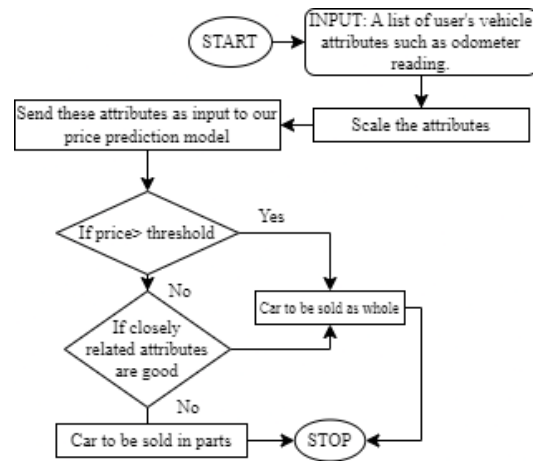 START
INPUT: A list of user's vehicle
attributes such as odometer
reading.
Send these attributes as input to our
price prediction model
Scale the attributes
If price> threshold
Yes
No
Car to be sold as whole
If closely
related attributes
are good
No
Car to be sold in parts
STOP